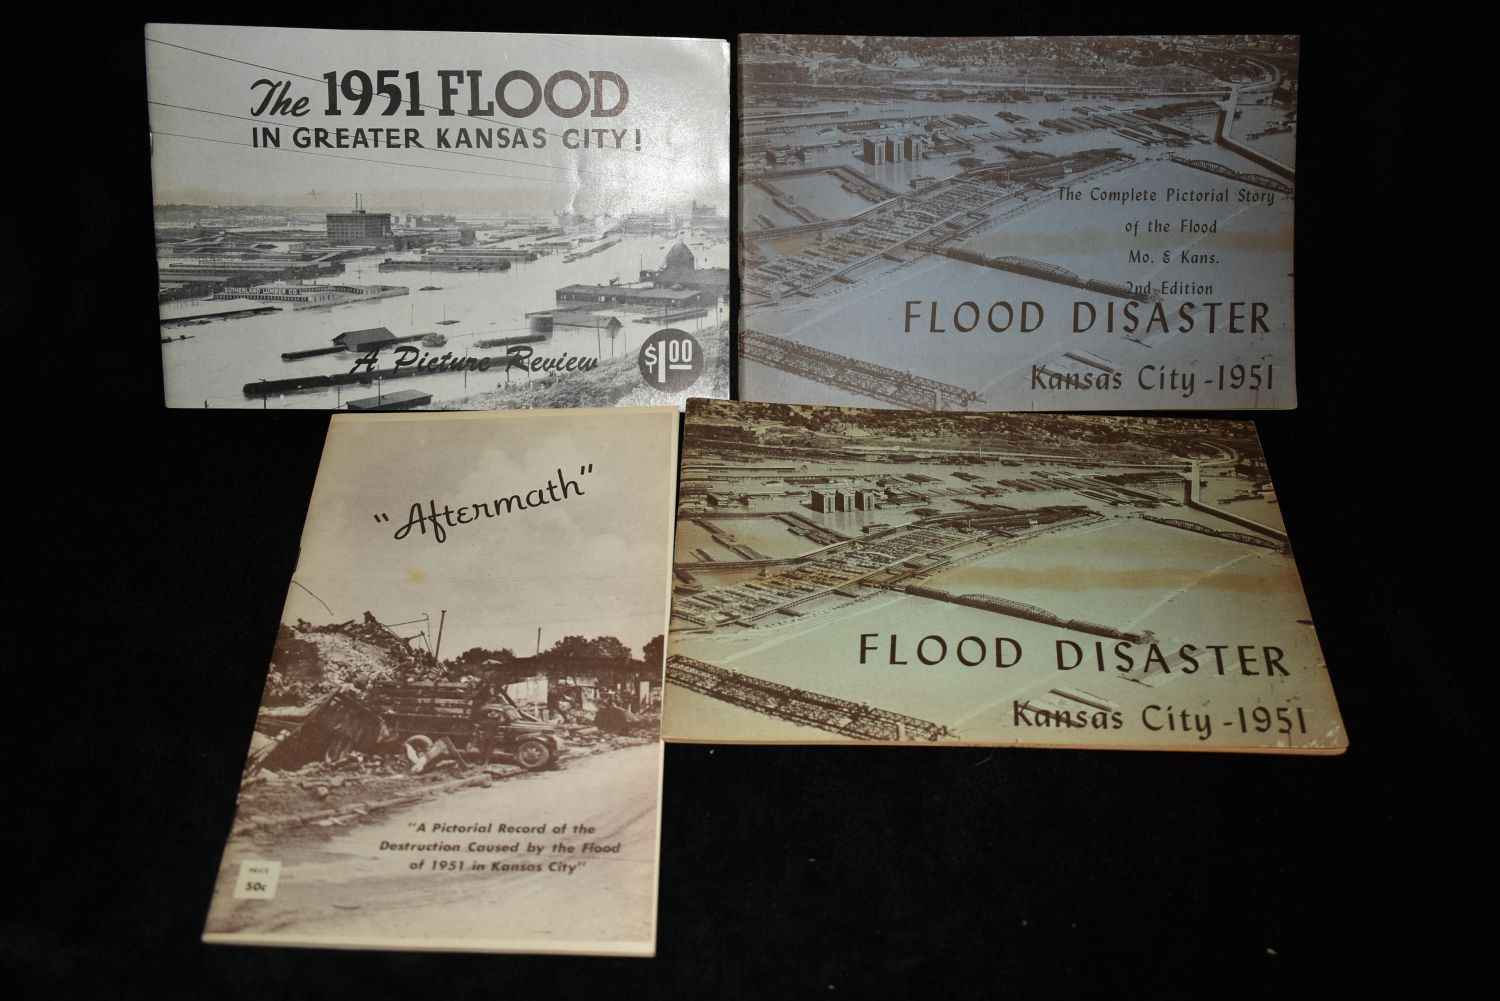 The 1951 FLOOD
IN GREATER KANSAS CITY!
SUTHERLAND LUMBER CO.
A Picture Review
$1.00
The Complete Pictorial Story
of the Flood
Mo. & Kans.
2nd Edition
FLOOD DISASTER
Kansas City - 1951
"Aftermath"
"A Pictorial Record of the
Destruction Caused by the Flood
of 1951 in Kansas City"
PRICE
50c
FLOOD DISASTER
Kansas City - 1951